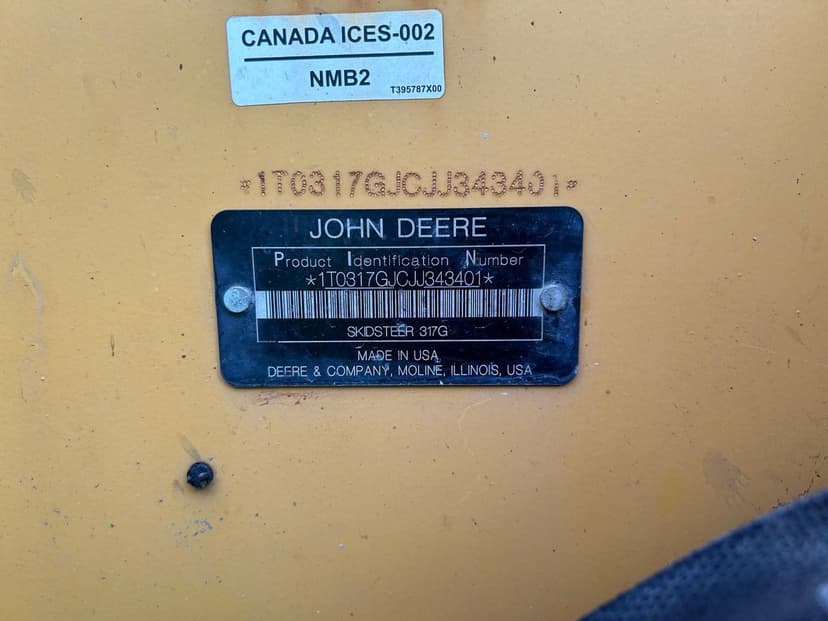 CANADA ICES-002
NMB2
T395787X00
*1T0317GJCJJ343401*
JOHN DEERE
Product Identification Number
*1T0317GJCJJ343401*
SKIDSTEER 317G
MADE IN USA
DEERE & COMPANY, MOLINE, ILLINOIS, USA